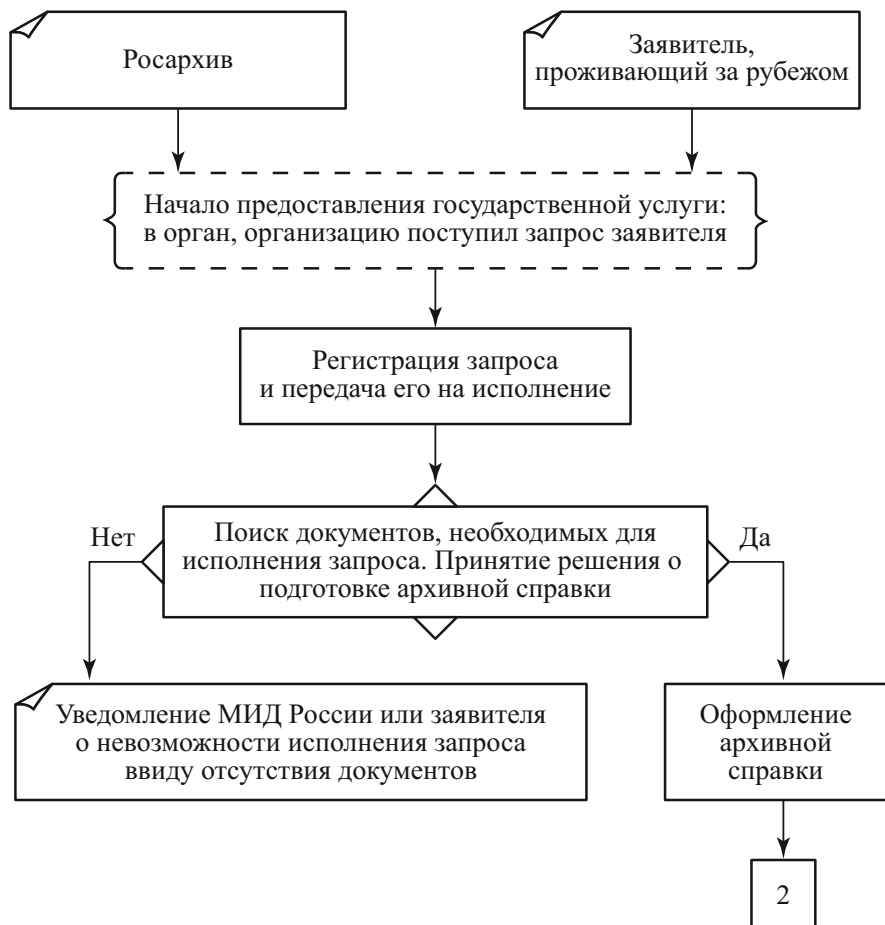 Росархив
Заявитель,
проживающий за рубежом
Начало предоставления государственной услуги:
в орган, организацию поступил запрос заявителя
Регистрация запроса
и передача его на исполнение
Нет
Поиск документов, необходимых для
исполнения запроса. Принятие решения о
подготовке архивной справки
Да
Уведомление МИД России или заявителя
о невозможности исполнения запроса
ввиду отсутствия документов
Оформление
архивной
справки
2